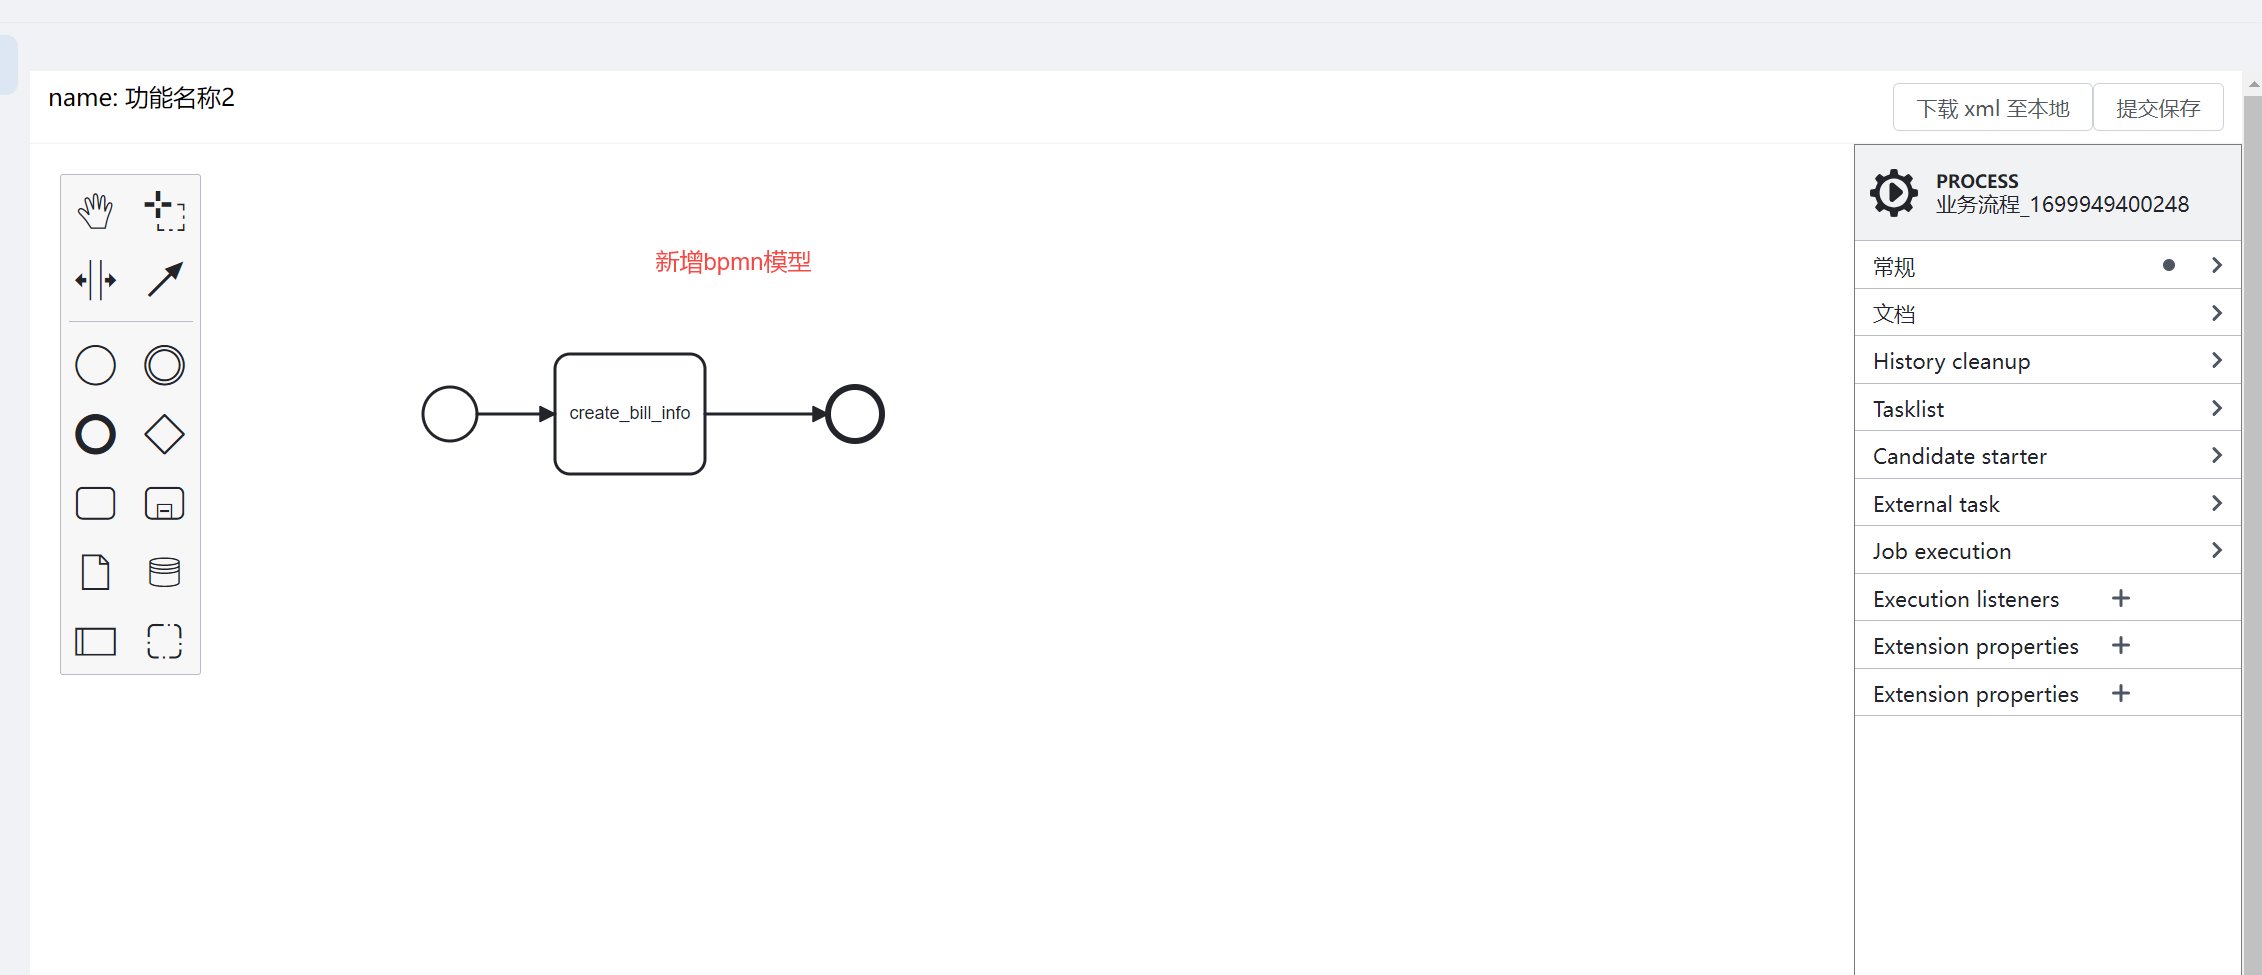 name: 功能名称2
下载 xml 至本地
提交保存
新增bpmn模型
create_bill_info
PROCESS
业务流程_1699949400248
常规
文档
History cleanup
Tasklist
Candidate starter
External task
Job execution
Execution listeners
Extension properties
Extension properties